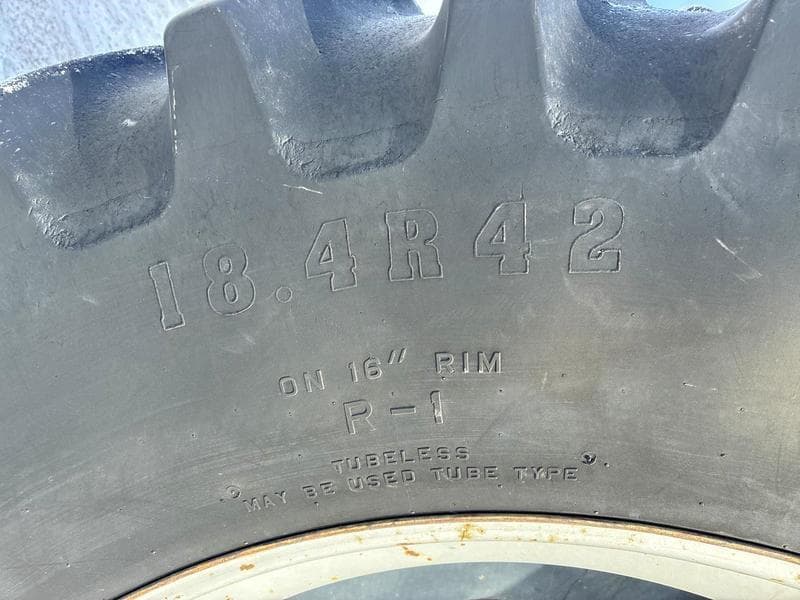 18.4R42
ON 16" RIM
R-1
TUBELESS
MAY BE USED TUBE TYPE